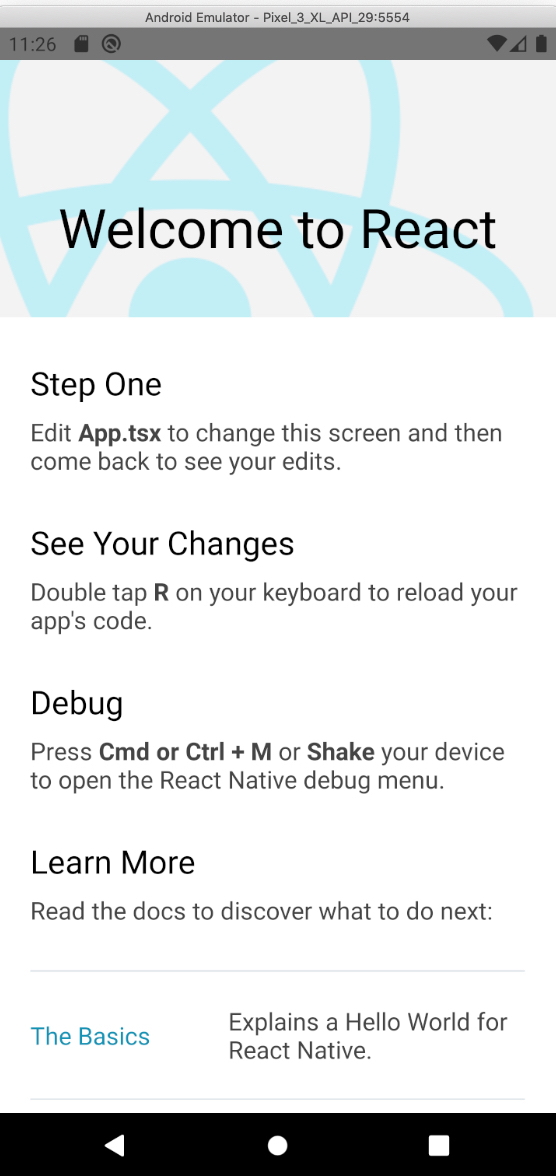 Android Emulator - Pixel_3_XL_API_29:5554
11:26
Welcome to React
Step One
Edit App.tsx to change this screen and then
come back to see your edits.
See Your Changes
Double tap R on your keyboard to reload your
app's code.
Debug
Press Cmd or Ctrl + M or Shake your device
to open the React Native debug menu.
Learn More
Read the docs to discover what to do next:
The Basics
Explains a Hello World for
React Native.